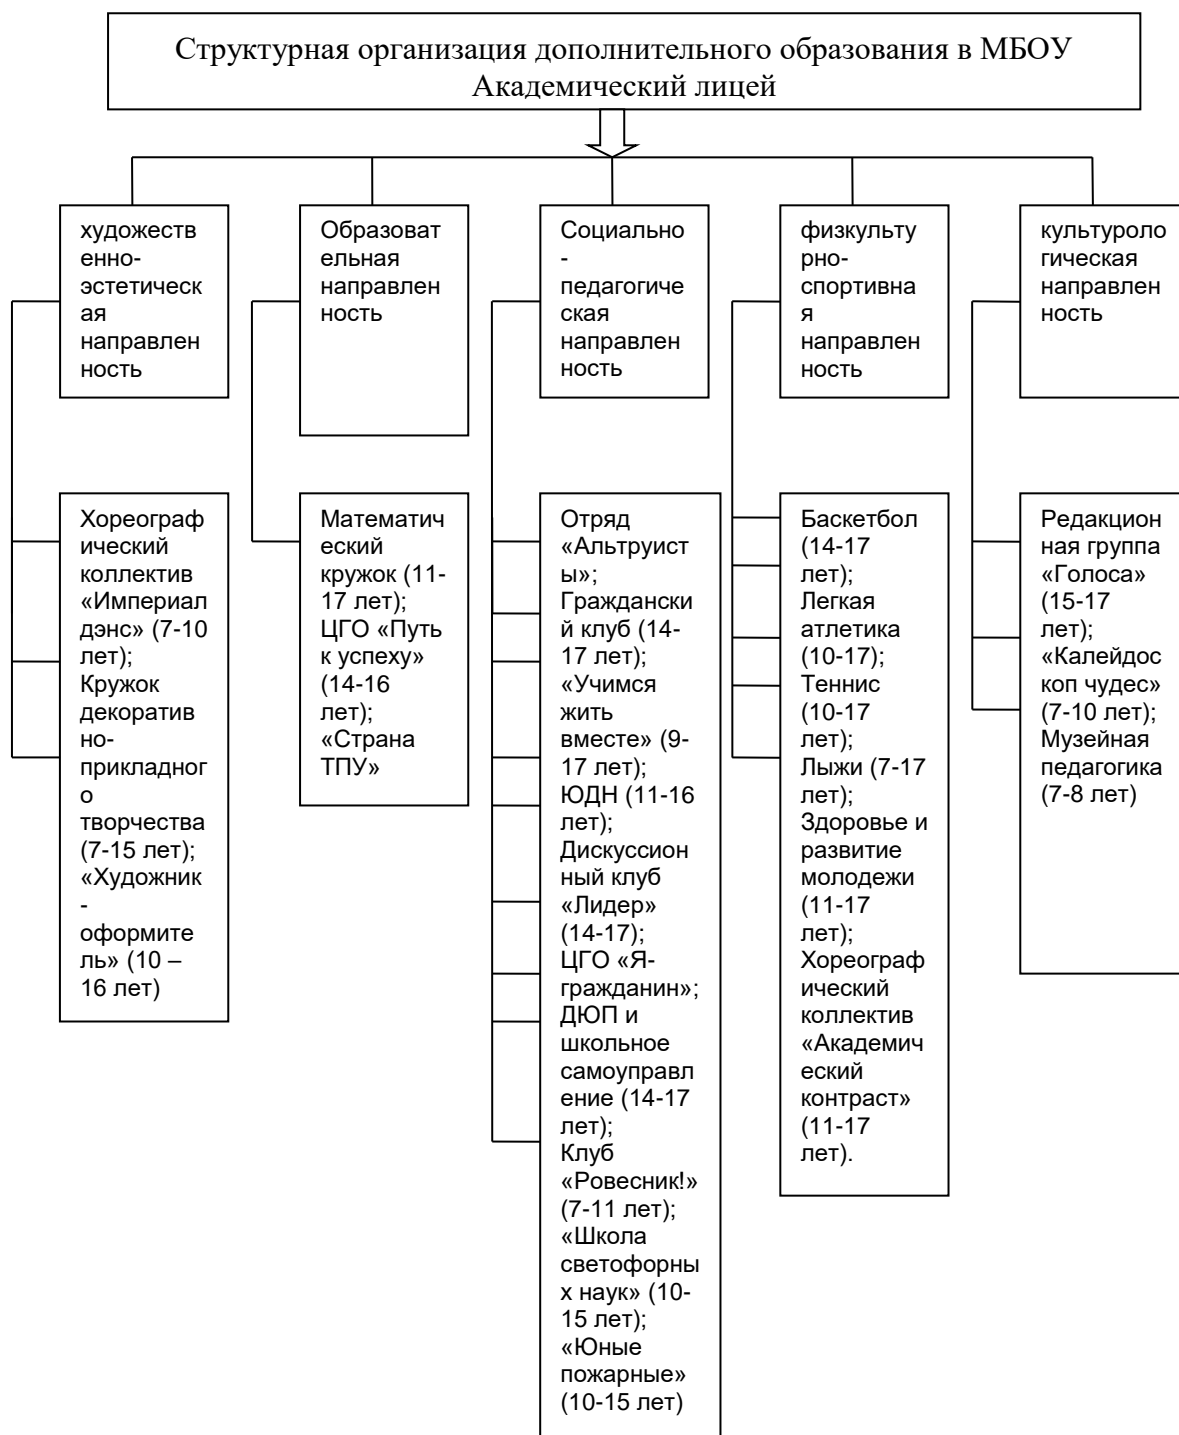 Структурная организация дополнительного образования в МБОУ
Академический лицей
художеств
енно-
эстетическ
ая
направлен
ность
Образоват
ельная
направлен
ность
Социально
-
педагогиче
ская
направлен
ность
физкульту
рно-
спортивна
я
направлен
ность
культуроло
гическая
направлен
ность
Хореограф
ический
коллектив
«Империал
дэнс» (7-10
лет);
Кружок
декоратив
но-
прикладног
о
творчества
(7-15 лет);
«Художник
-
оформите
ль» (10 –
16 лет)
Математич
еский
кружок (11-
17 лет);
ЦГО «Путь
к успеху»
(14-16
лет);
«Страна
ТПУ»
Отряд
«Альтруист
ы»;
Граждански
й клуб (14-
17 лет);
«Учимся
жить
вместе» (9-
17 лет);
ЮДН (11-16
лет);
Дискуссион
ный клуб
«Лидер»
(14-17);
ЦГО «Я-
гражданин»;
ДЮП и
школьное
самоуправл
ение (14-17
лет);
Клуб
«Ровесник!»
(7-11 лет);
«Школа
светофорны
х наук» (10-
15 лет);
«Юные
пожарные»
(10-15 лет)
Баскетбол
(14-17
лет);
Легкая
атлетика
(10-17);
Теннис
(10-17
лет);
Лыжи (7-17
лет);
Здоровье и
развитие
молодежи
(11-17
лет);
Хореограф
ический
коллектив
«Академич
еский
контраст»
(11-17
лет).
Редакцион
ная группа
«Голоса»
(15-17
лет);
«Калейдос
коп чудес»
(7-10 лет);
Музейная
педагогика
(7-8 лет)